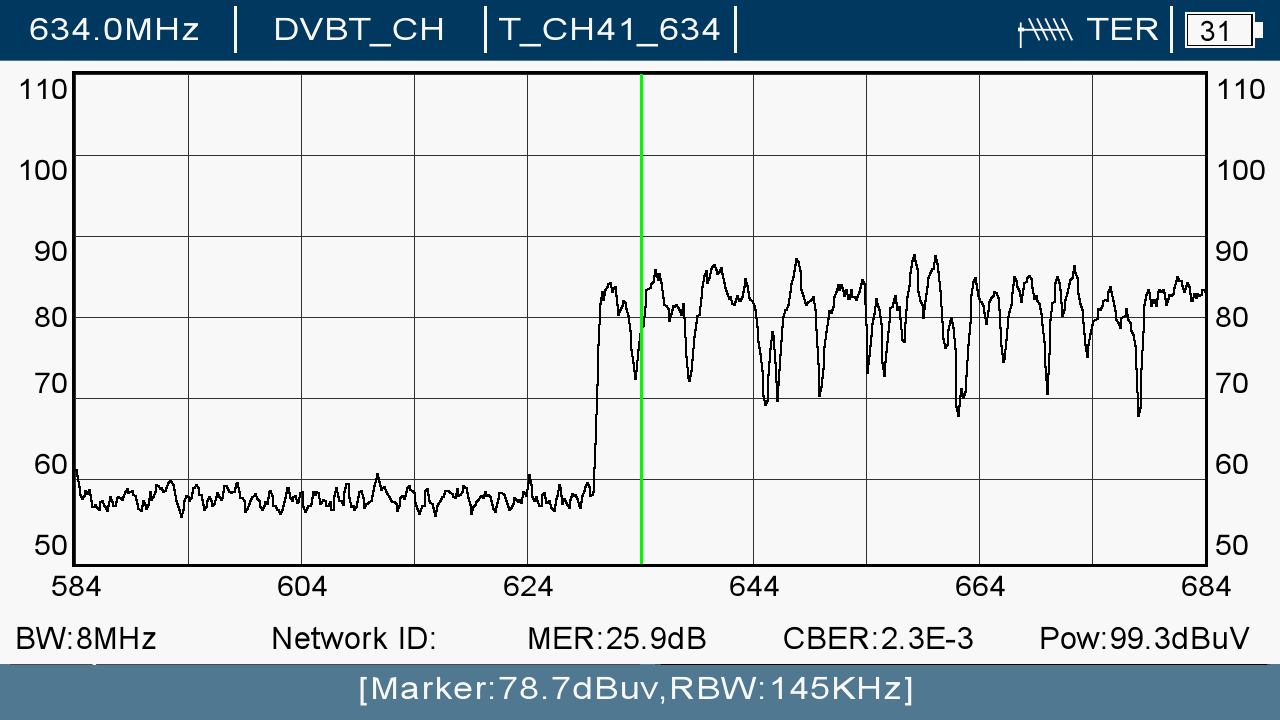 634.0MHz DVBT_CH T_CH41_634 TER 31
110 110
100 100
90 90
80 80
70 70
60 60
50 50
584 604 624 644 664 684
BW:8MHz Network ID: MER:25.9dB CBER:2.3E-3 Pow:99.3dBuV
[Marker:78.7dBuv,RBW:145KHz]